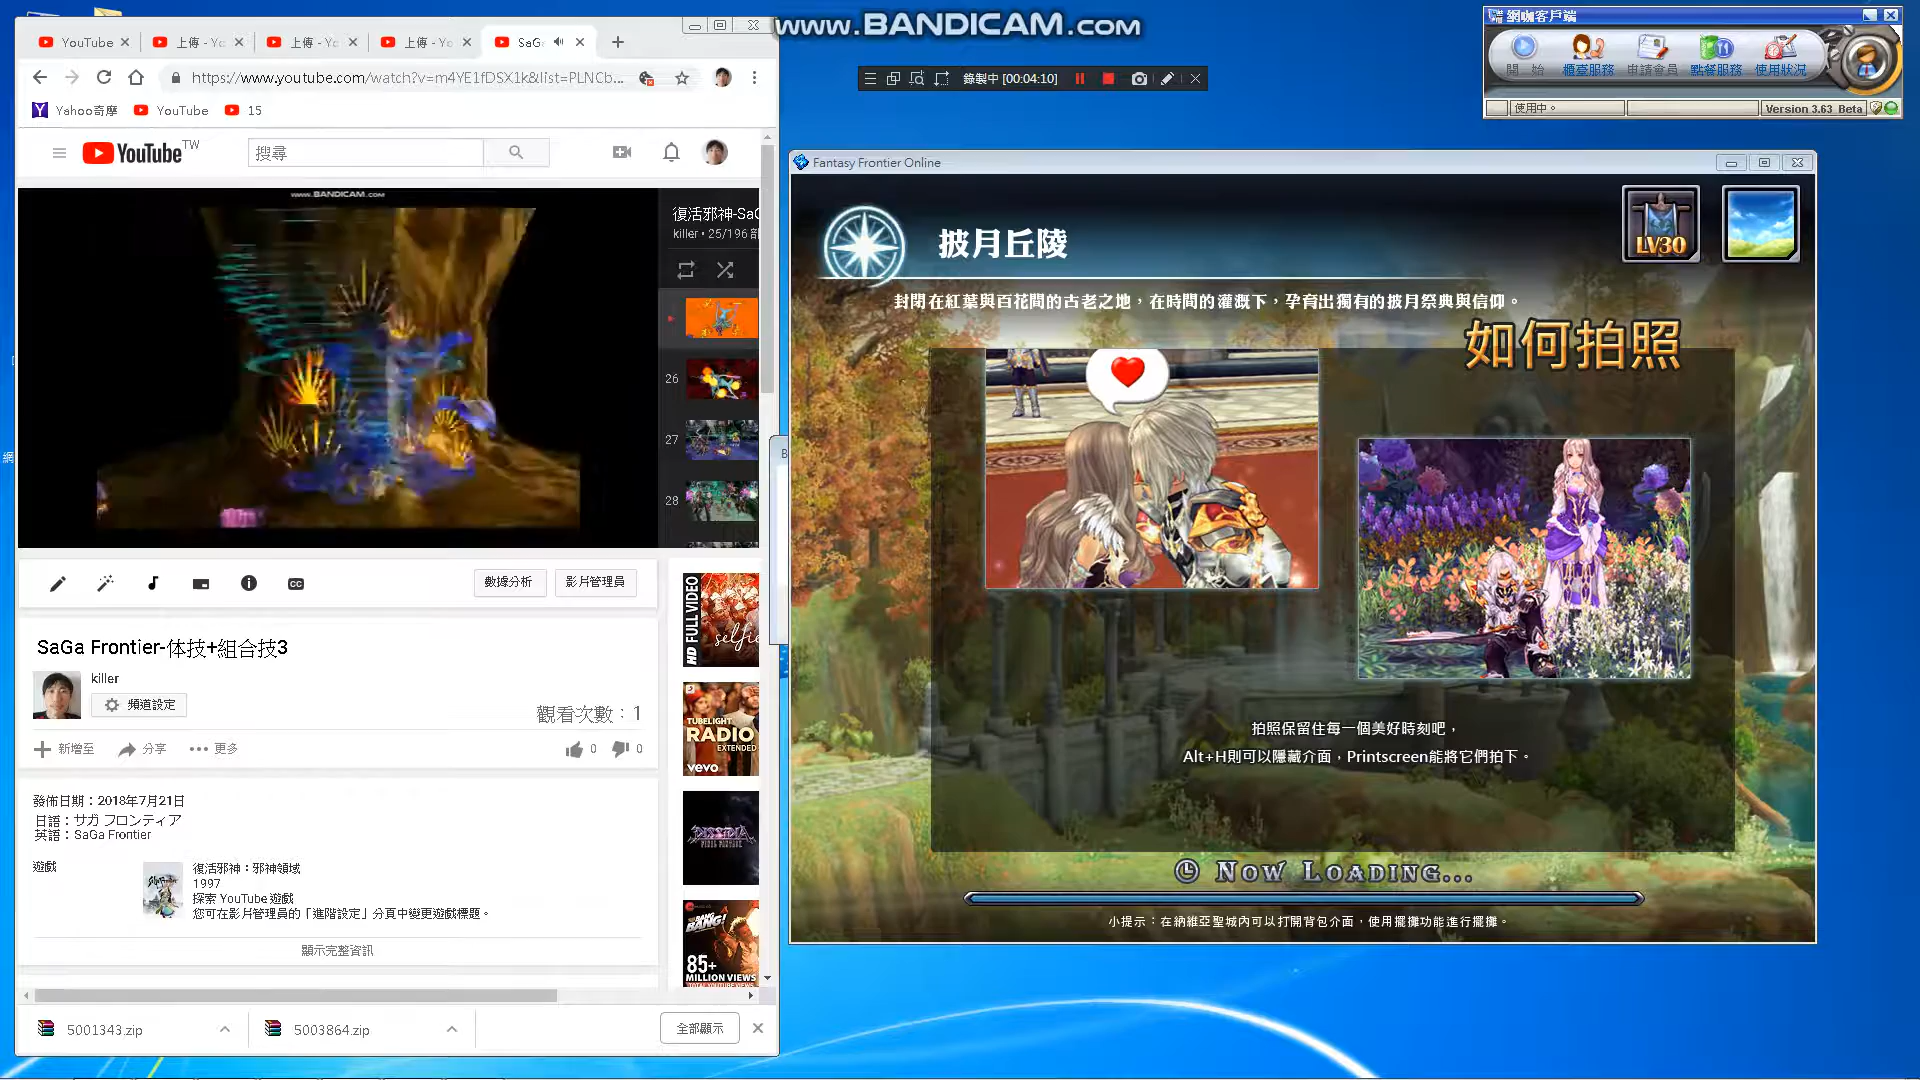 www.BANDICAM.com
YouTube
上傳 - Yo
上傳 - Yo
上傳 - Yo
SaG
https://www.youtube.com/watch?v=m4YE1fDSX1k&list=PLNCb...
Yahoo奇摩
YouTube
15
YouTube TW
搜尋
www.BANDICAM.com
復活邪神-SaG
killer • 25/196 部
26
27
28
數據分析
影片管理員
SaGa Frontier-体技+組合技3
killer
頻道設定
觀看次數：1
新增至
分享
更多
0
0
發佈日期：2018年7月21日
日語：サガ フロンティア
英語：SaGa Frontier
遊戲
復活邪神：邪神領域
1997
探索 YouTube 遊戲
您可在影片管理員的「進階設定」分頁中變更遊戲標題。
顯示完整資訊
HD FULL VIDEO
selfie
TUBELIGHT
RADIO
EXTENDED
vevo
DISSIDIA
FINAL FANTASY
BANG!
85+
MILLION VIEWS
5001343.zip
5003864.zip
全部顯示
錄製中 [00:04:10]
網咖客戶端
開 始
櫃臺服務
申請會員
點餐服務
使用狀況
使用中。
Version 3.63 Beta
Fantasy Frontier Online
披月丘陵
LV30
封閉在紅葉與百花間的古老之地，在時間的灌溉下，孕育出獨有的披月祭典與信仰。
如何拍照
拍照保留住每一個美好時刻吧，
Alt+H則可以隱藏介面，Printscreen能將它們拍下。
Now Loading...
小提示：在納維亞聖城內可以打開背包介面，使用擺攤功能進行擺攤。
網